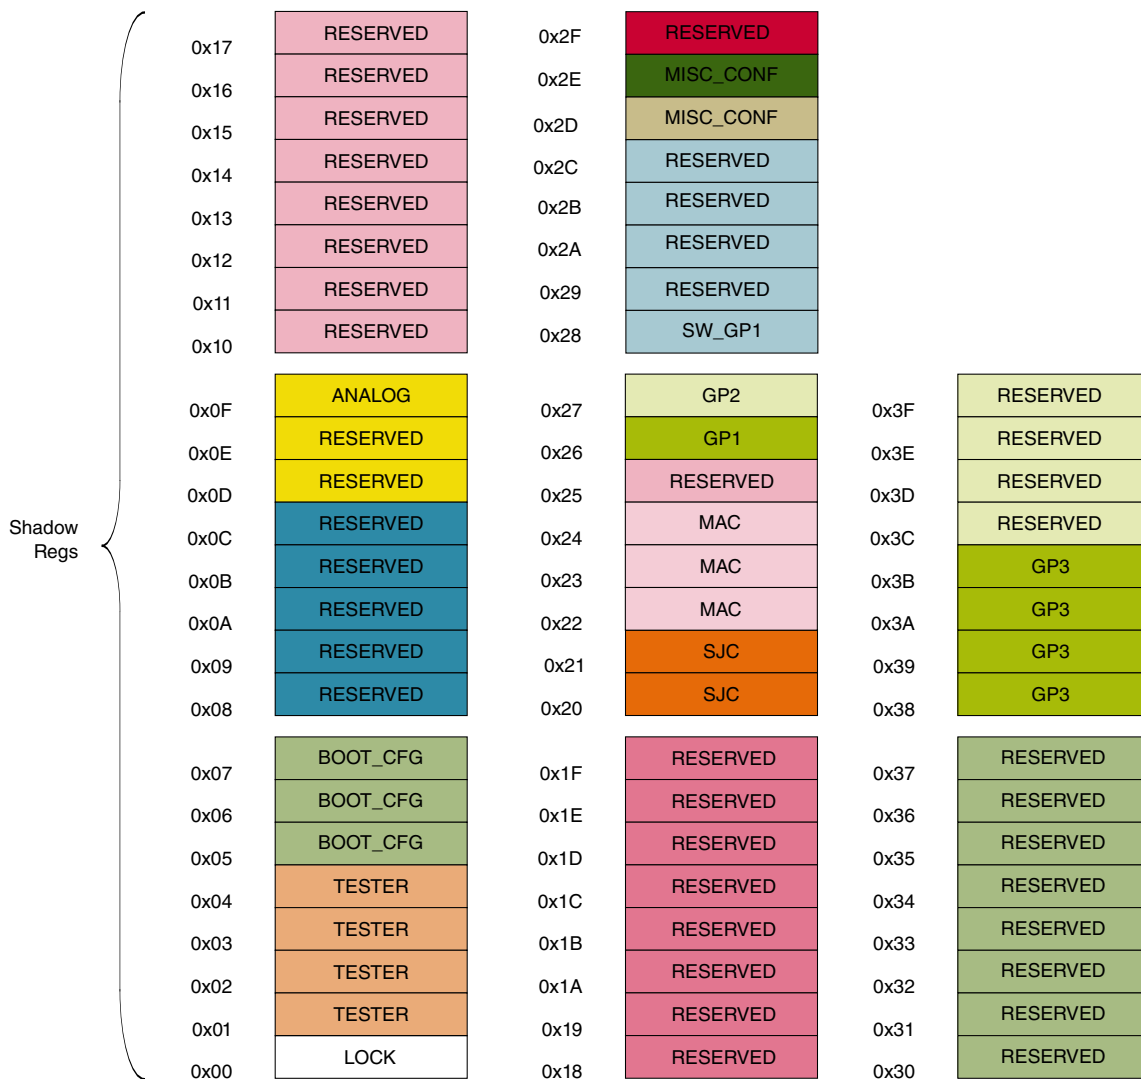 0x17 RESERVED 0x2F RESERVED
0x16 RESERVED 0x2E MISC_CONF
0x15 RESERVED 0x2D MISC_CONF
0x14 RESERVED 0x2C RESERVED
0x13 RESERVED 0x2B RESERVED
0x12 RESERVED 0x2A RESERVED
0x11 RESERVED 0x29 RESERVED
0x10 RESERVED 0x28 SW_GP1
0x0F ANALOG 0x27 GP2 0x3F RESERVED
0x0E RESERVED 0x26 GP1 0x3E RESERVED
0x0D RESERVED 0x25 RESERVED 0x3D RESERVED
Shadow
Regs
0x0C RESERVED 0x24 MAC 0x3C RESERVED
0x0B RESERVED 0x23 MAC 0x3B GP3
0x0A RESERVED 0x22 MAC 0x3A GP3
0x09 RESERVED 0x21 SJC 0x39 GP3
0x08 RESERVED 0x20 SJC 0x38 GP3
0x07 BOOT_CFG 0x1F RESERVED 0x37 RESERVED
0x06 BOOT_CFG 0x1E RESERVED 0x36 RESERVED
0x05 BOOT_CFG 0x1D RESERVED 0x35 RESERVED
0x04 TESTER 0x1C RESERVED 0x34 RESERVED
0x03 TESTER 0x1B RESERVED 0x33 RESERVED
0x02 TESTER 0x1A RESERVED 0x32 RESERVED
0x01 TESTER 0x19 RESERVED 0x31 RESERVED
0x00 LOCK 0x18 RESERVED 0x30 RESERVED